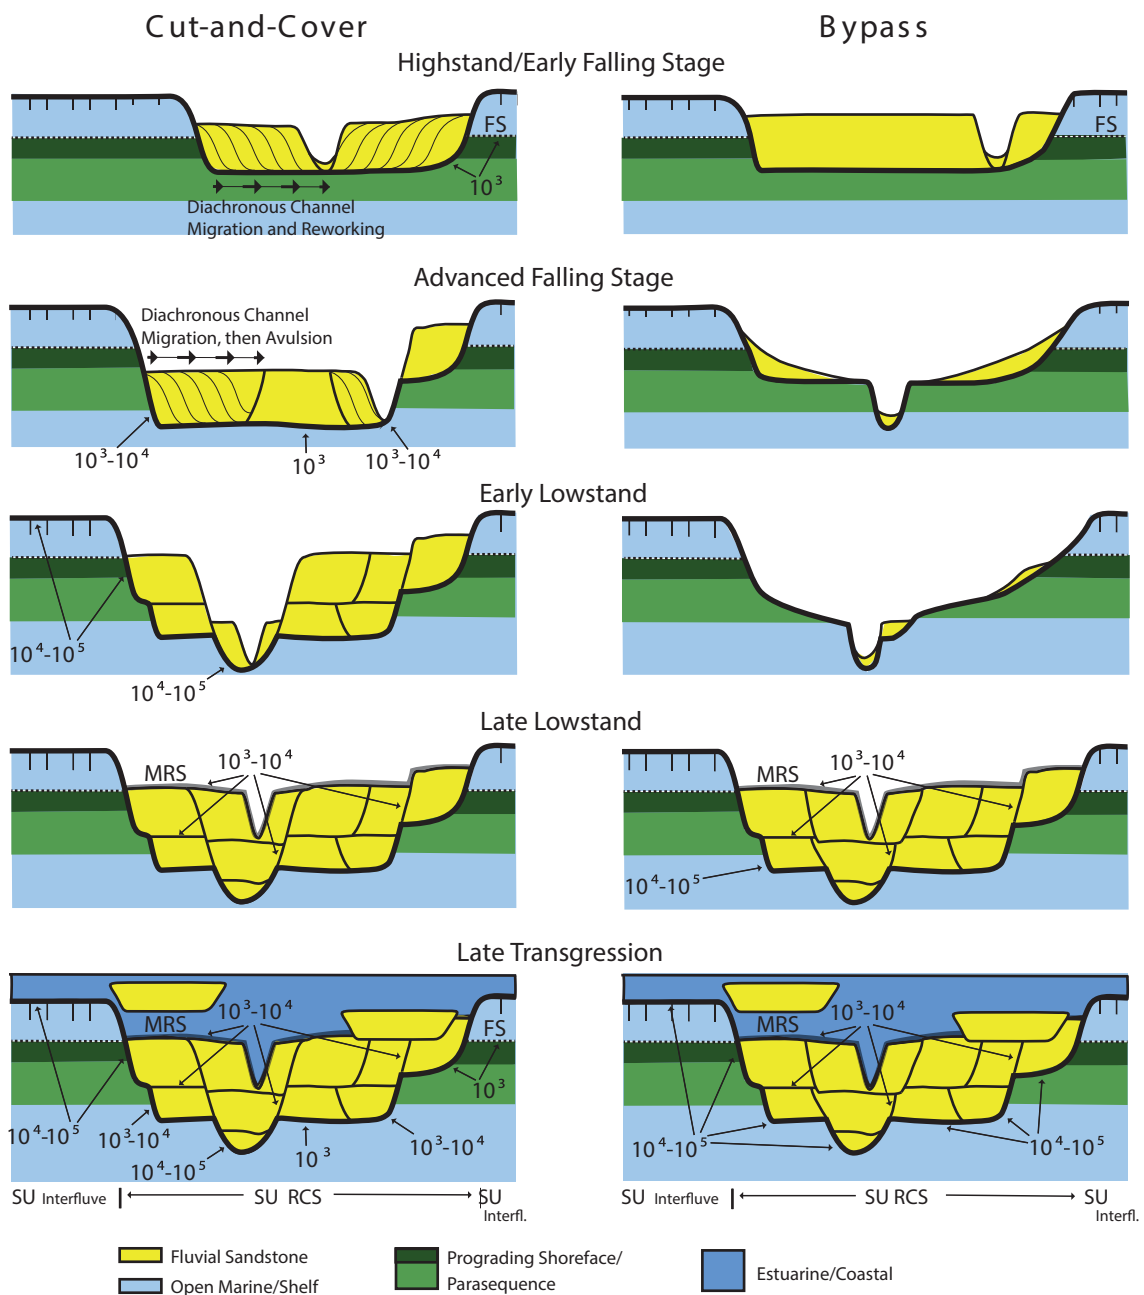 Cut-and-Cover
Bypass
Highstand/Early Falling Stage
FS
10³
Diachronous Channel
Migration and Reworking
FS
Advanced Falling Stage
Diachronous Channel
Migration, then Avulsion
10³-10⁴
10³
10³-10⁴
Early Lowstand
10⁴-10⁵
10⁴-10⁵
Late Lowstand
MRS
10³-10⁴
MRS
10³-10⁴
10⁴-10⁵
Late Transgression
MRS
10³-10⁴
FS
10³
10⁴-10⁵
10³-10⁴
10⁴-10⁵
10³
10³-10⁴
MRS
10³-10⁴
10⁴-10⁵
10⁴-10⁵
SU Interfluve
SU RCS
SU
Interfl.
SU Interfluve
SU RCS
SU
Interfl.
Fluvial Sandstone
Open Marine/Shelf
Prograding Shoreface/
Parasequence
Estuarine/Coastal